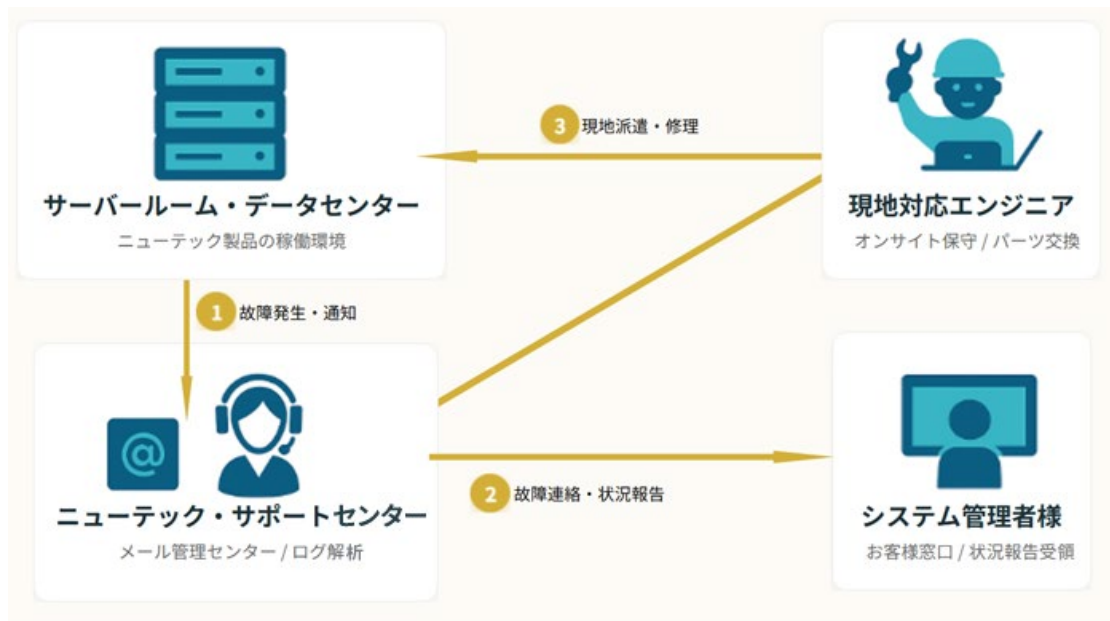 3 現地派遣・修理
サーバールーム・データセンター
ニューテック製品の稼働環境
現地対応エンジニア
オンサイト保守 / パーツ交換
1 故障発生・通知
@
ニューテック・サポートセンター
メール管理センター / ログ解析
2 故障連絡・状況報告
システム管理者様
お客様窓口 / 状況報告受領